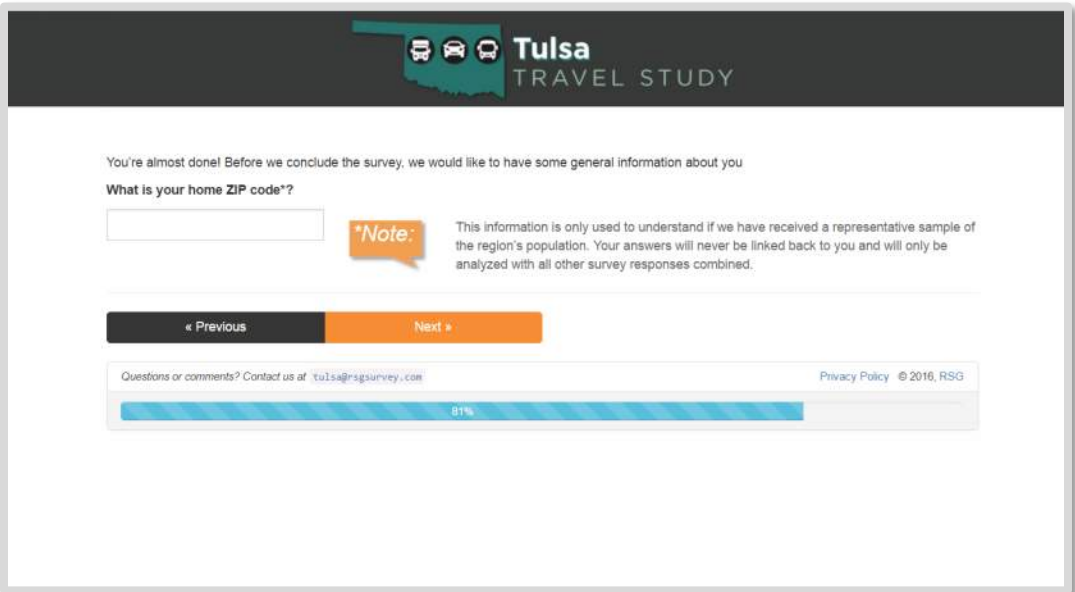 Tulsa
TRAVEL STUDY
You're almost done! Before we conclude the survey, we would like to have some general information about you
What is your home ZIP code*?
*Note:
This information is only used to understand if we have received a representative sample of
the region's population. Your answers will never be linked back to you and will only be
analyzed with all other survey responses combined.
« Previous
Next »
Questions or comments? Contact us at tulsa@rsgsurvey.com
Privacy Policy © 2016, RSG
81%